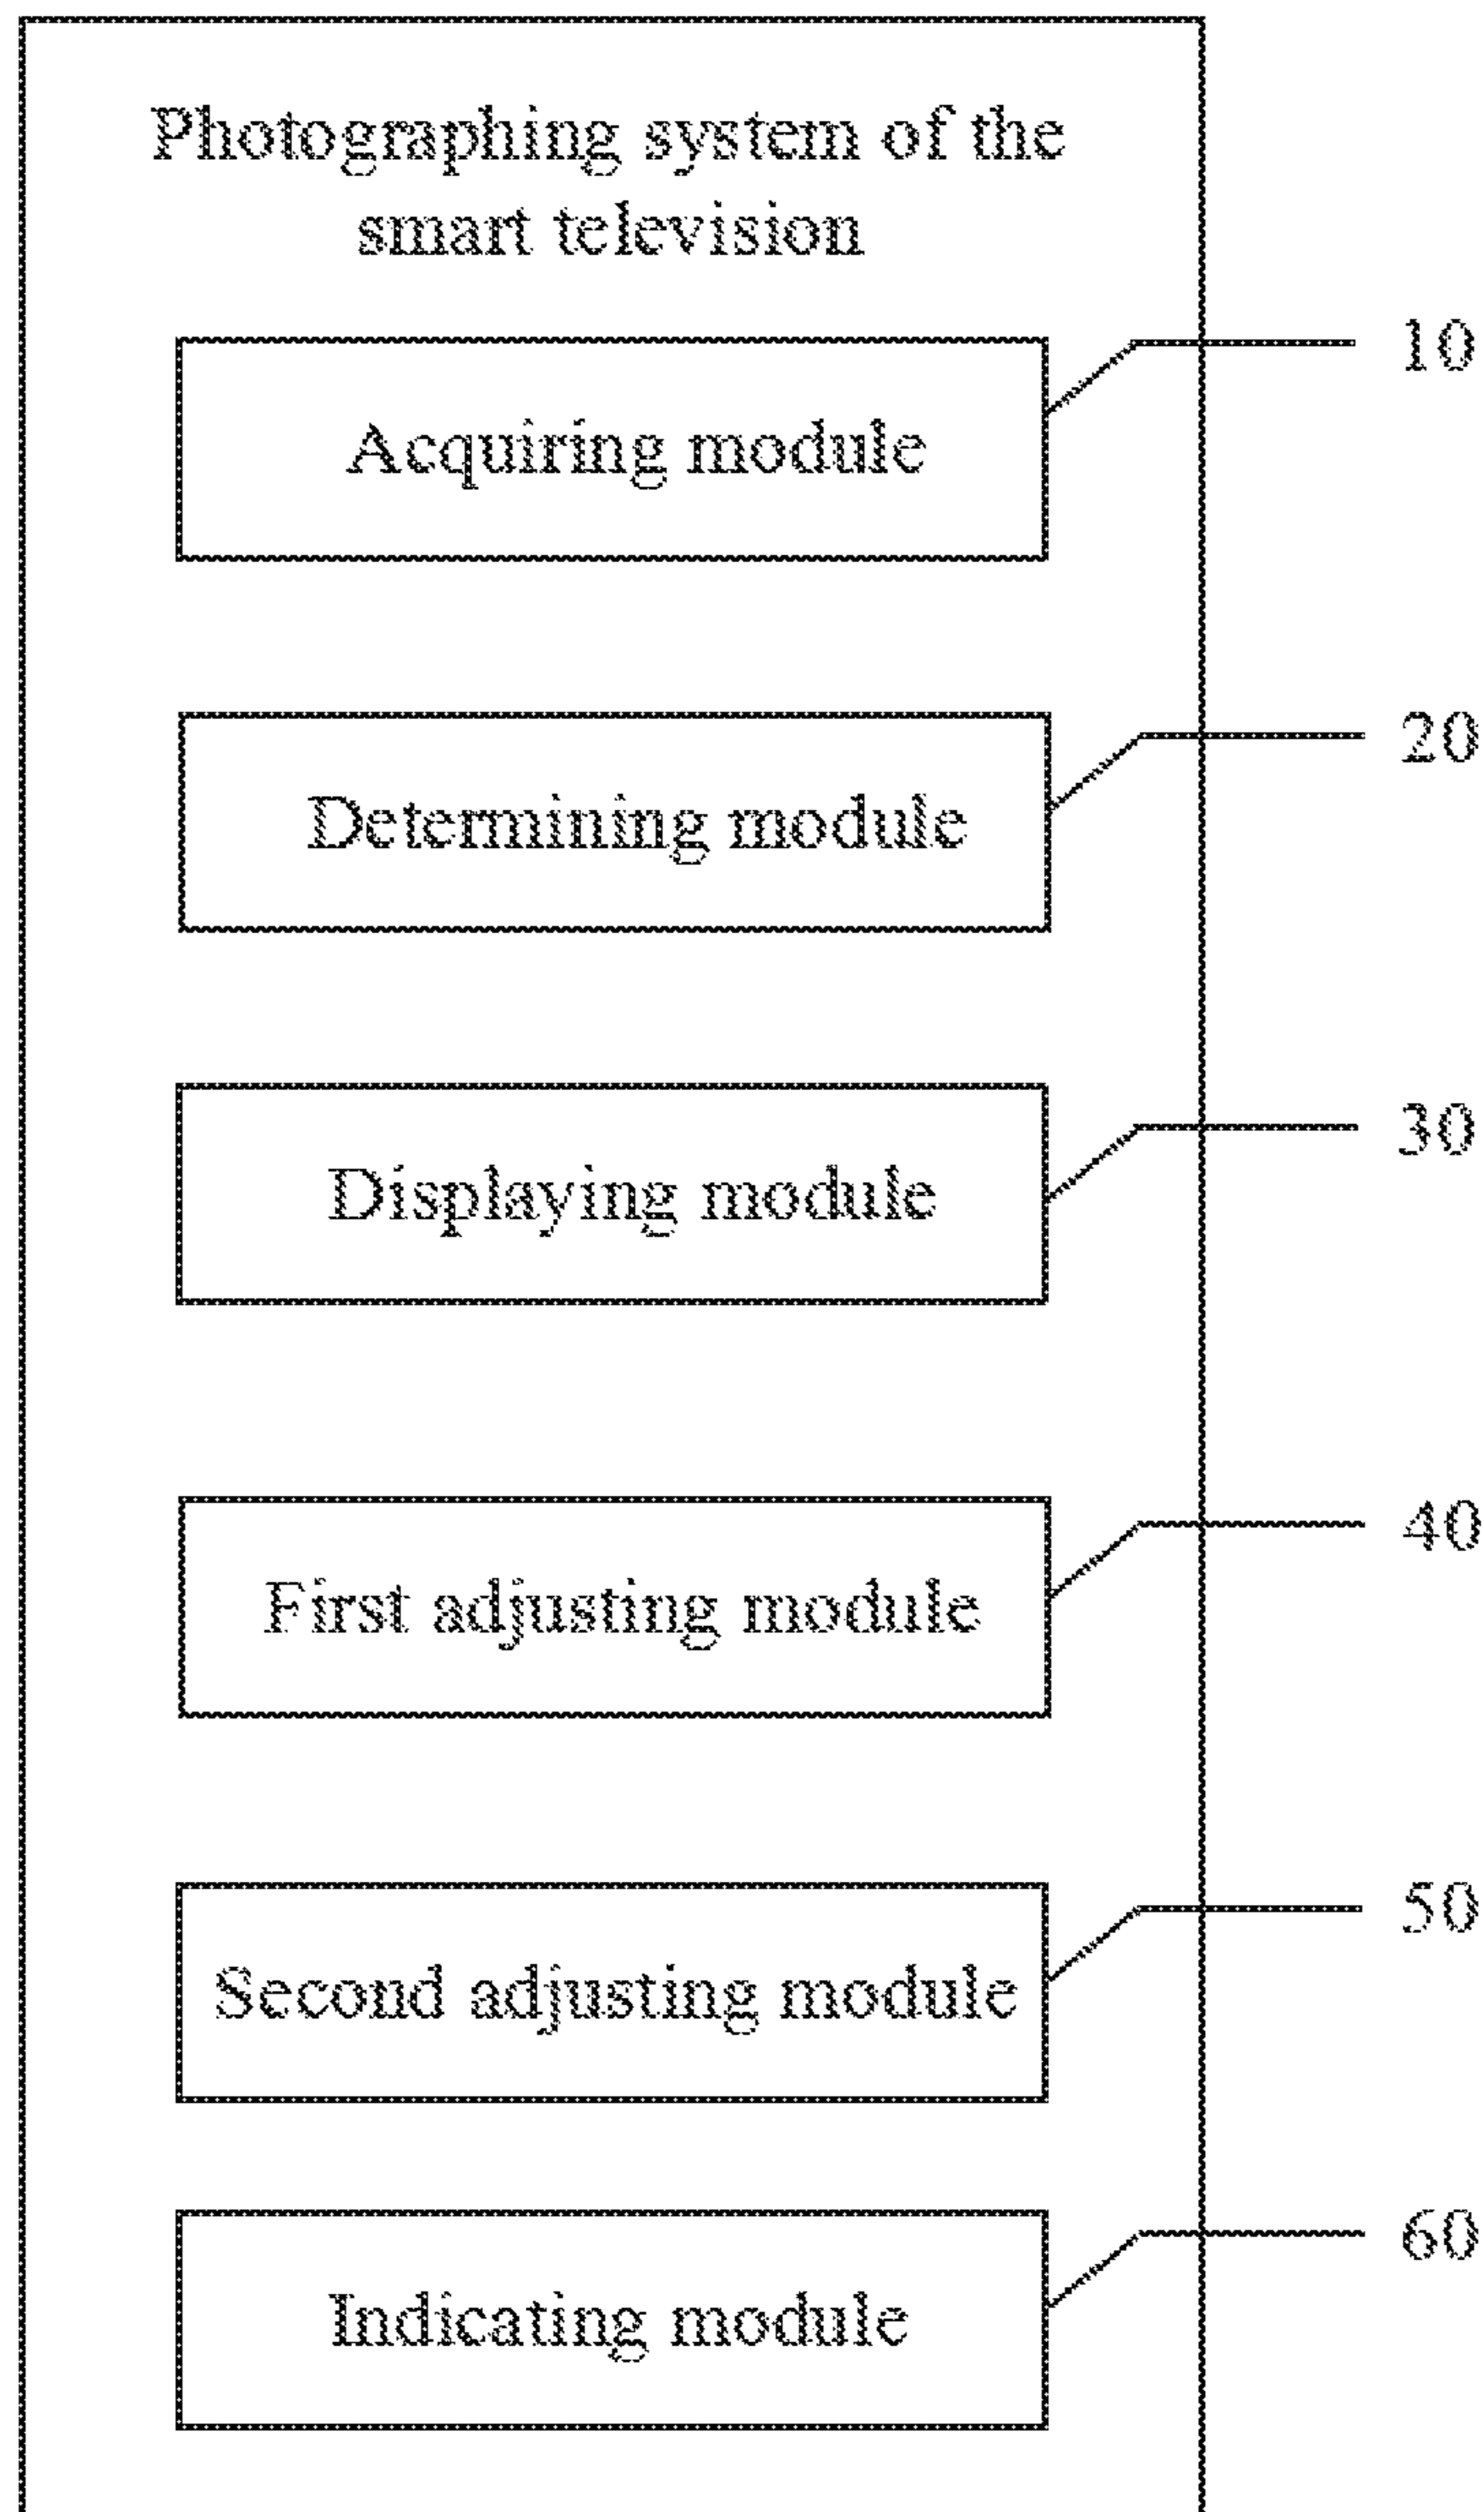 Photographing system of the
smart television
10
Acquiring module
20
Determining module
30
Displaying module
40
First adjusting module
50
Second adjusting module
60
Indicating module